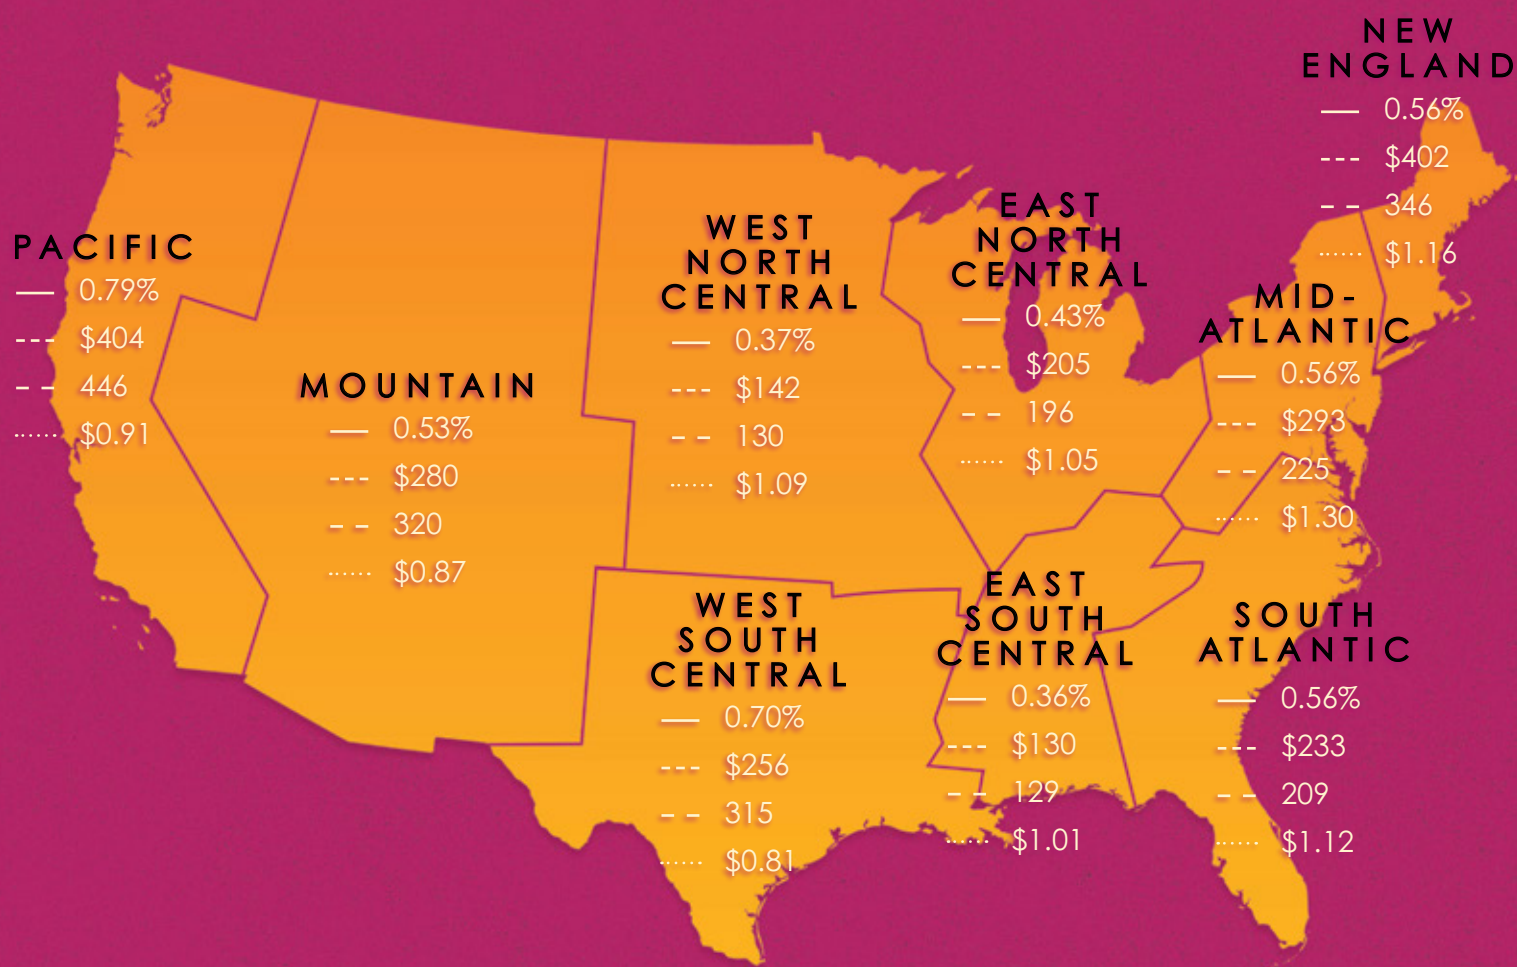 NEW
ENGLAND
0.56%
$402
346
$1.16
PACIFIC
0.79%
$404
446
$0.91
MOUNTAIN
0.53%
$280
320
$0.87
WEST
NORTH
CENTRAL
0.37%
$142
130
$1.09
EAST
NORTH
CENTRAL
0.43%
$205
196
$1.05
MID-
ATLANTIC
0.56%
$293
225
$1.30
WEST
SOUTH
CENTRAL
0.70%
$256
315
$0.81
EAST
SOUTH
CENTRAL
0.36%
$130
129
$1.01
SOUTH
ATLANTIC
0.56%
$233
209
$1.12